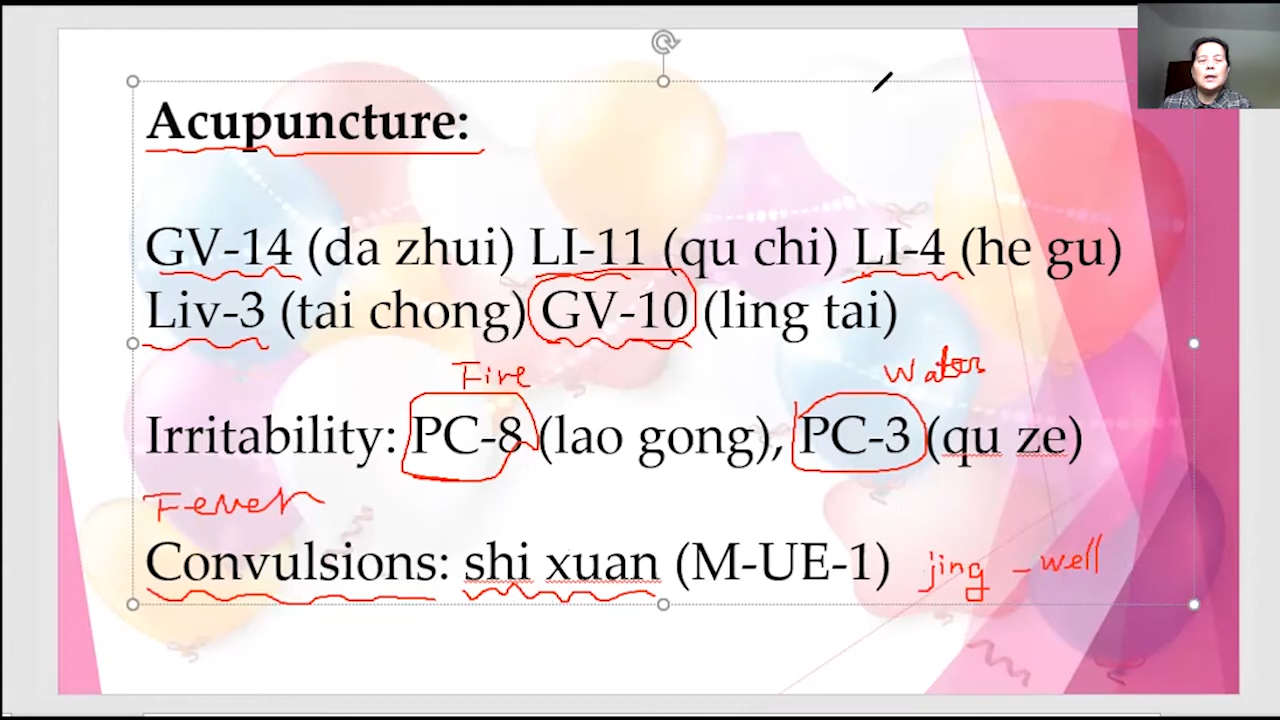 Acupuncture:
GV-14 (da zhui) LI-11 (qu chi) LI-4 (he gu)
Liv-3 (tai chong) GV-10 (ling tai)
Fire Water
Irritability: PC-8 (lao gong), PC-3 (qu ze)
Fever
Convulsions: shi xuan (M-UE-1) jing - well